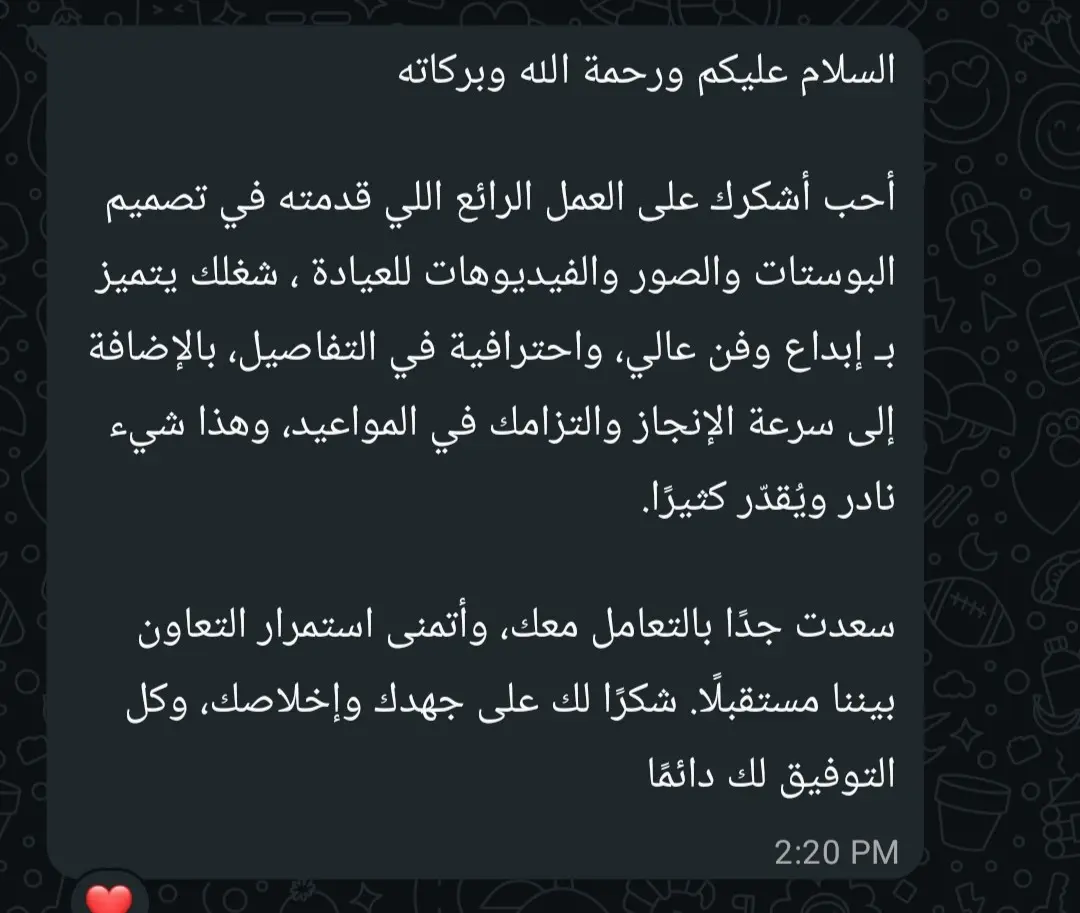 السلام عليكم ورحمة الله وبركاته
أحب أشكرك على العمل الرائع اللي قدمته في تصميم
البوستات والصور والفيديوهات للعيادة ، شغلك يتميز
بـ إبداع وفن عالي، واحترافية في التفاصيل، بالإضافة
إلى سرعة الإنجاز والتزامك في المواعيد، وهذا شيء
نادر ويُقدّر كثيرًا.
سعدت جدًا بالتعامل معك، وأتمنى استمرار التعاون
بيننا مستقبلًا. شكرًا لك على جهدك وإخلاصك، وكل
التوفيق لك دائمًا
2:20 PM